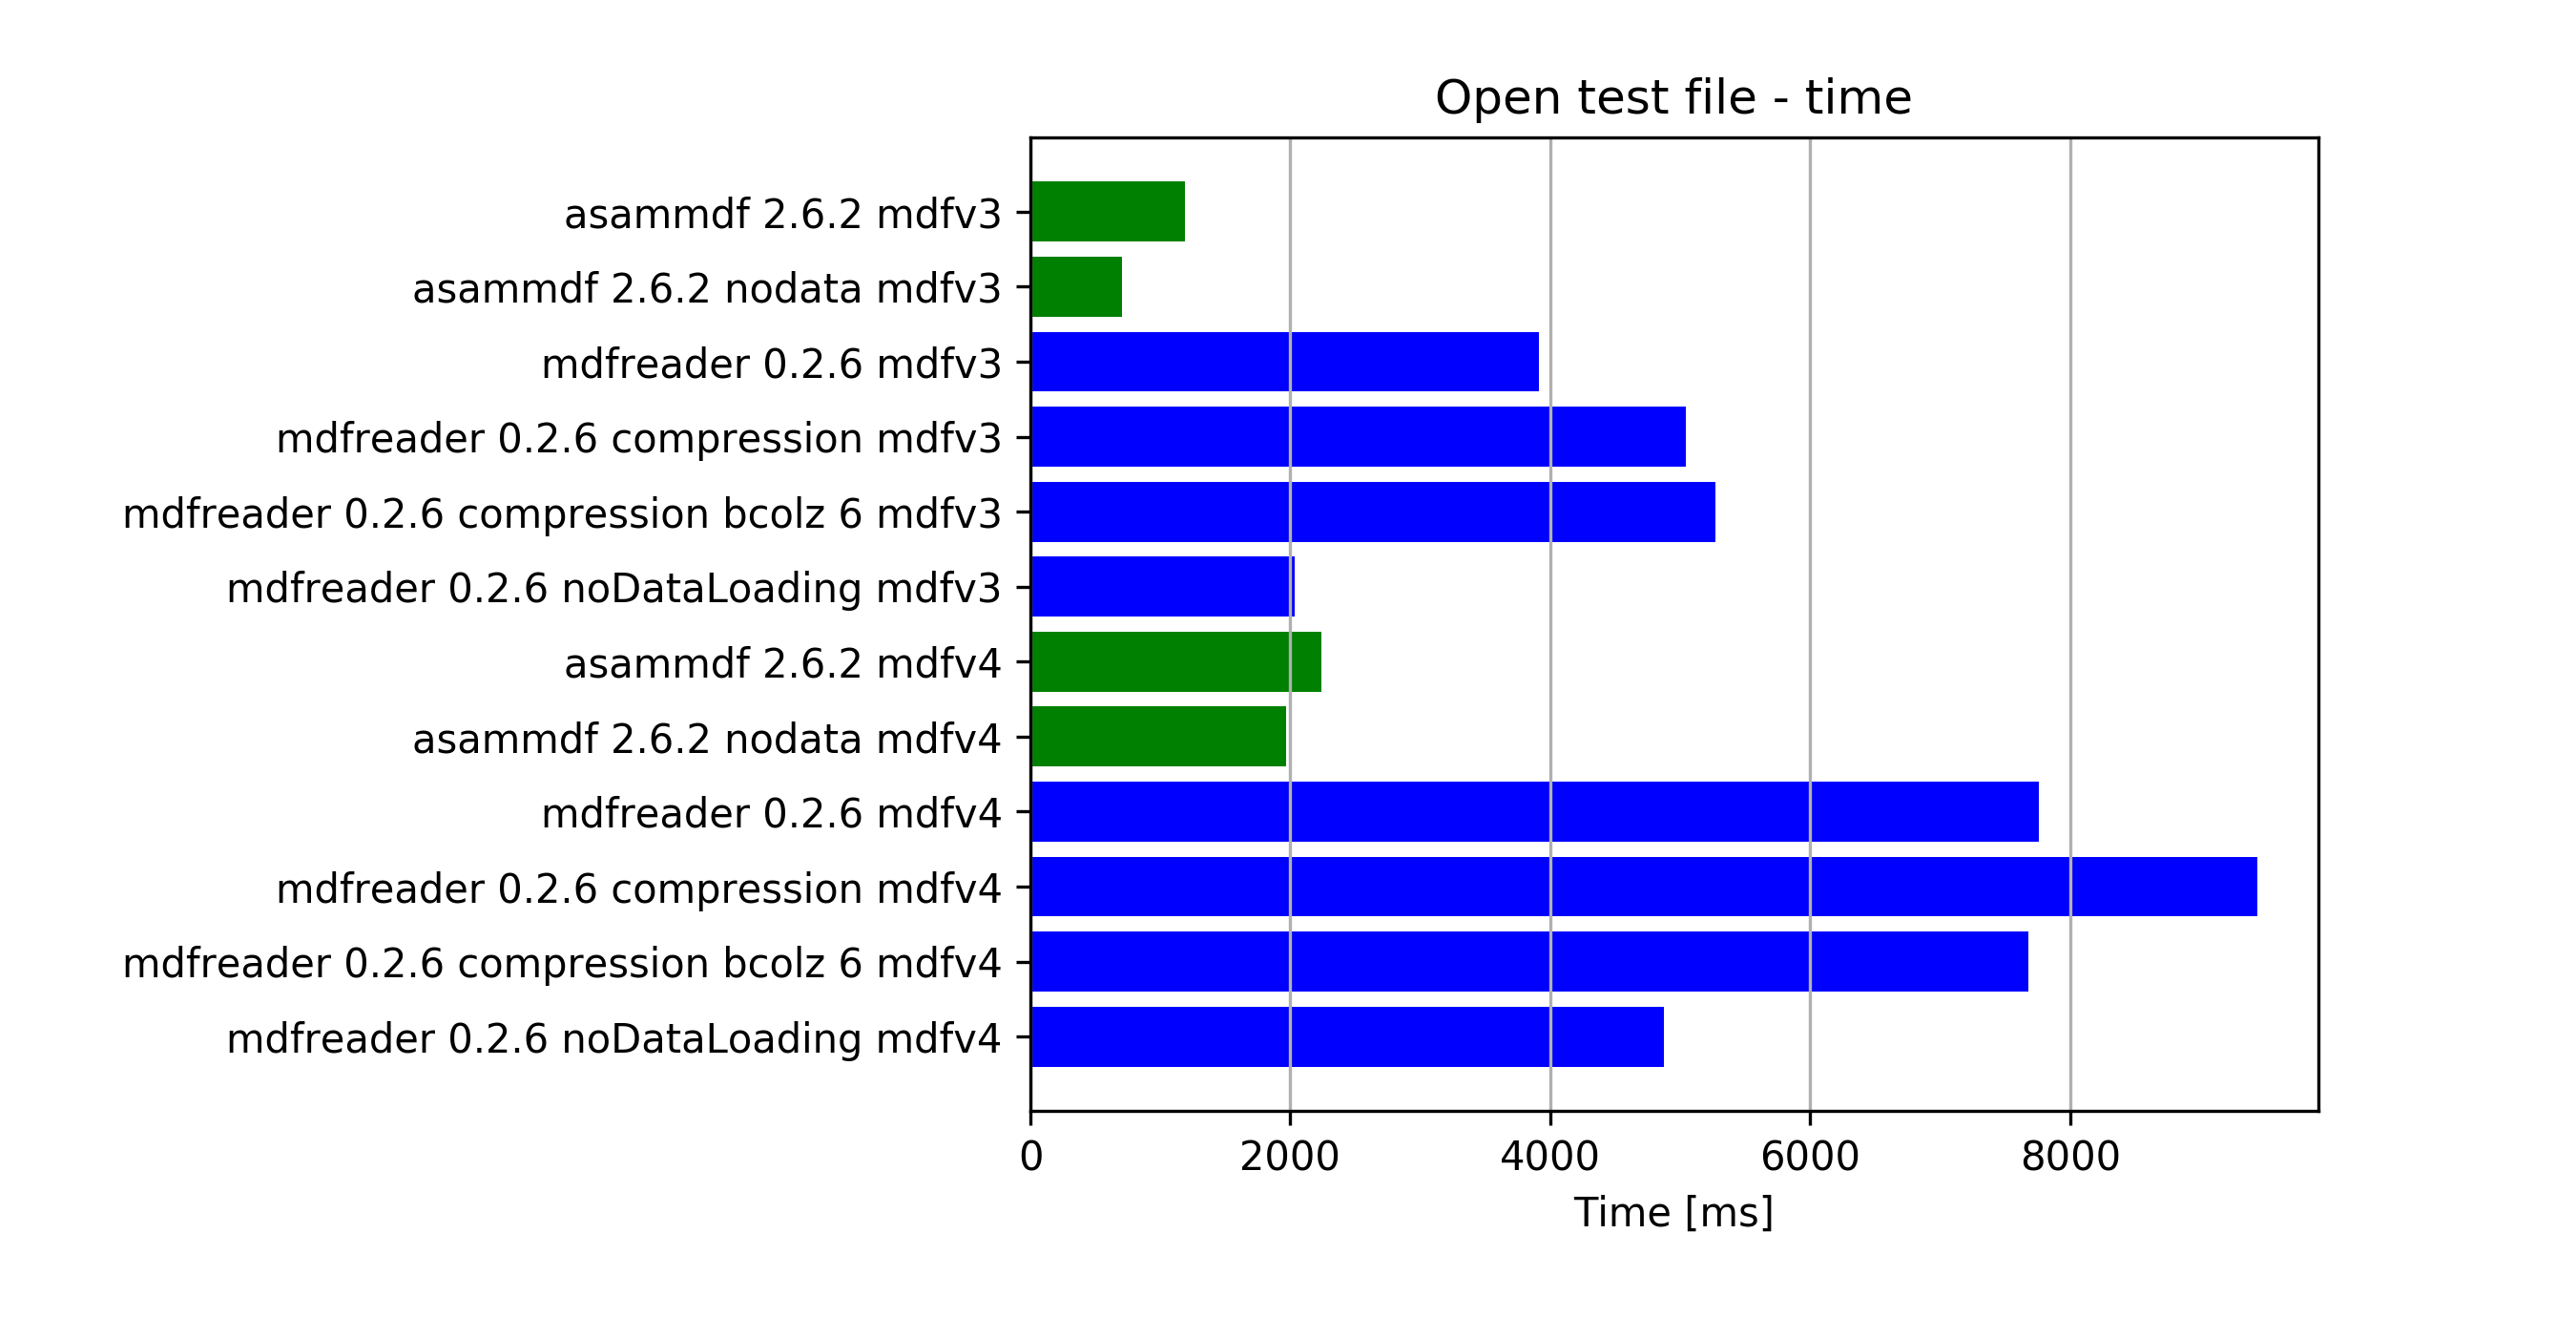 Open test file - time
asammdf 2.6.2 mdfv3
asammdf 2.6.2 nodata mdfv3
mdfreader 0.2.6 mdfv3
mdfreader 0.2.6 compression mdfv3
mdfreader 0.2.6 compression bcolz 6 mdfv3
mdfreader 0.2.6 noDataLoading mdfv3
asammdf 2.6.2 mdfv4
asammdf 2.6.2 nodata mdfv4
mdfreader 0.2.6 mdfv4
mdfreader 0.2.6 compression mdfv4
mdfreader 0.2.6 compression bcolz 6 mdfv4
mdfreader 0.2.6 noDataLoading mdfv4
0 2000 4000 6000 8000
Time [ms]